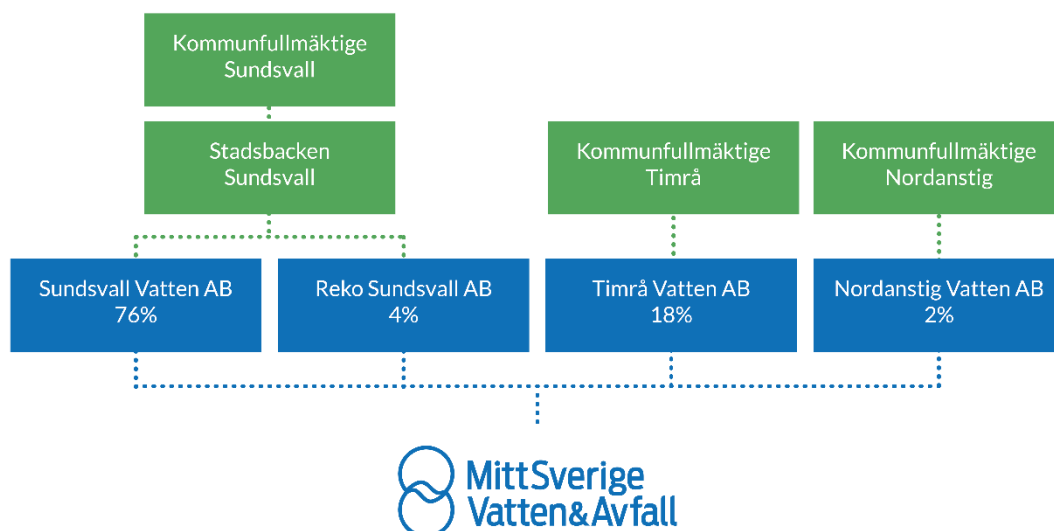 Kommunfullmäktige
Sundsvall
Stadsbacken
Sundsvall
Kommunfullmäktige
Timrå
Kommunfullmäktige
Nordanstig
Sundsvall Vatten AB
76%
Reko Sundsvall AB
4%
Timrå Vatten AB
18%
Nordanstig Vatten AB
2%
MittSverige
Vatten&Avfall